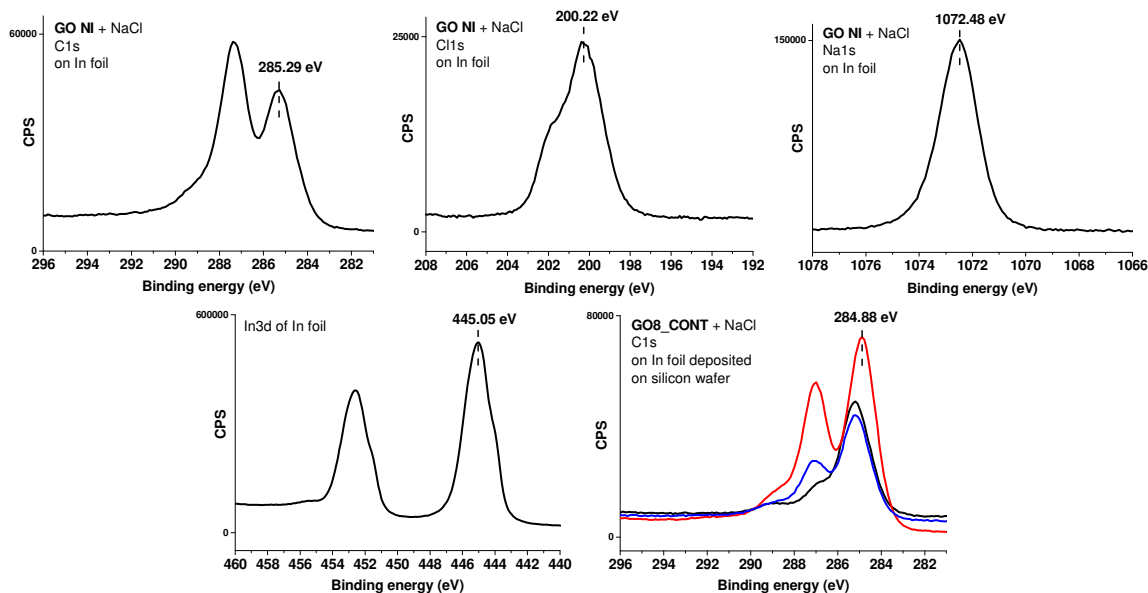 GO NI + NaCl
C1s
on In foil
285.29 eV
60000
0
CPS
296 294 292 290 288 286 284 282
Binding energy (eV)
GO NI + NaCl
Cl1s
on In foil
200.22 eV
25000
0
CPS
208 206 204 202 200 198 196 194 192
Binding energy (eV)
GO NI + NaCl
Na1s
on In foil
1072.48 eV
150000
0
CPS
1078 1076 1074 1072 1070 1068 1066
Binding energy (eV)
In3d of In foil
445.05 eV
600000
0
CPS
460 458 456 454 452 450 448 446 444 442 440
Binding energy (eV)
GO8_CONT + NaCl
C1s
on In foil deposited
on silicon wafer
284.88 eV
80000
0
CPS
296 294 292 290 288 286 284 282
Binding energy (eV)